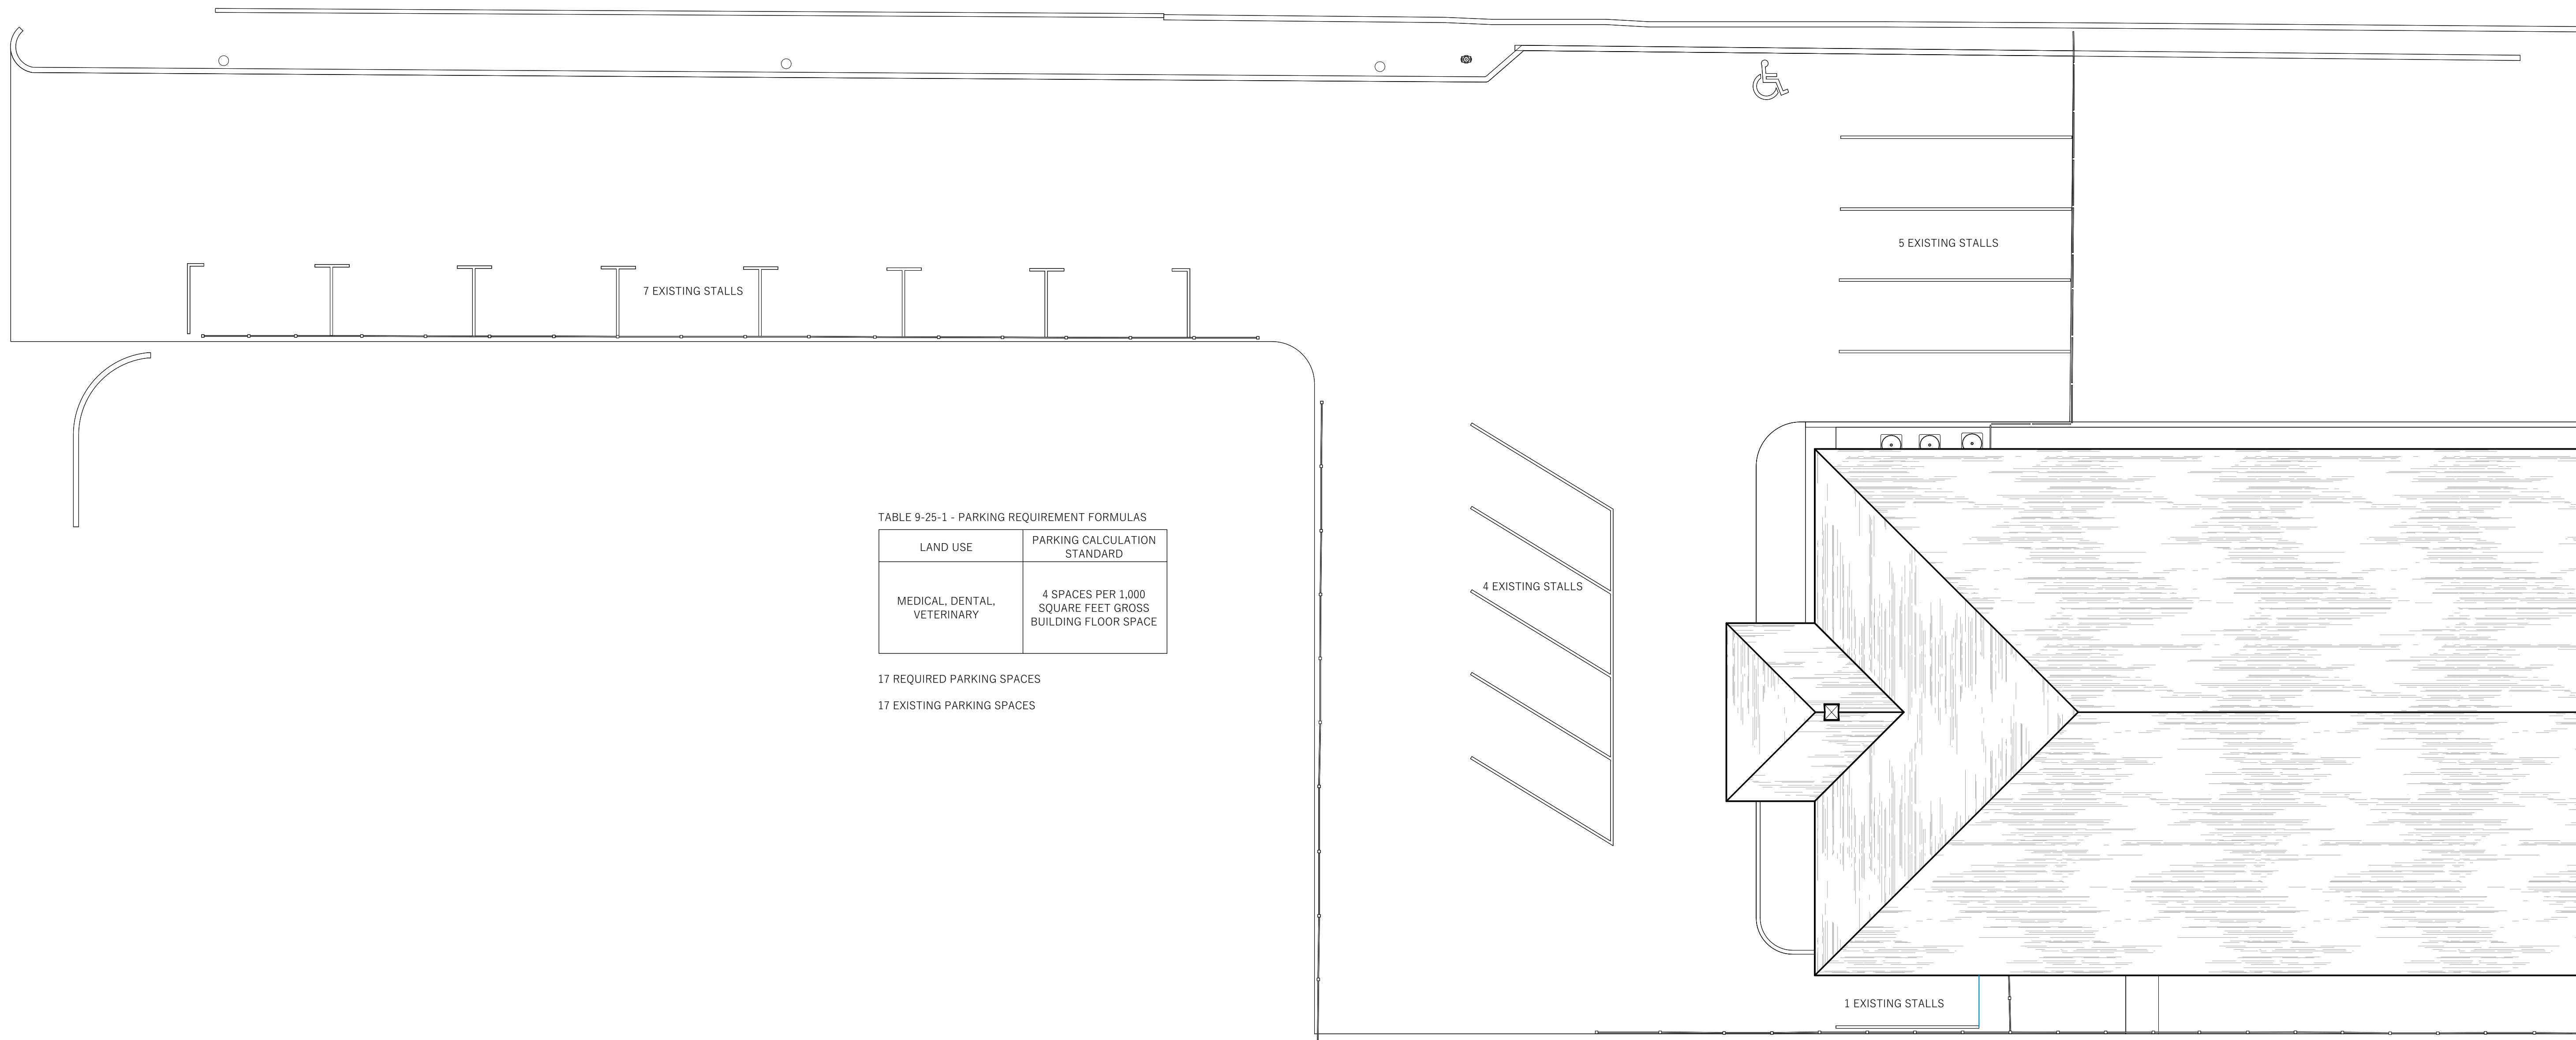 5 EXISTING STALLS
7 EXISTING STALLS
TABLE 9-25-1 - PARKING REQUIREMENT FORMULAS
LAND USE
PARKING CALCULATION
STANDARD
MEDICAL, DENTAL,
VETERINARY
4 SPACES PER 1,000
SQUARE FEET GROSS
BUILDING FLOOR SPACE
17 REQUIRED PARKING SPACES
17 EXISTING PARKING SPACES
4 EXISTING STALLS
1 EXISTING STALLS